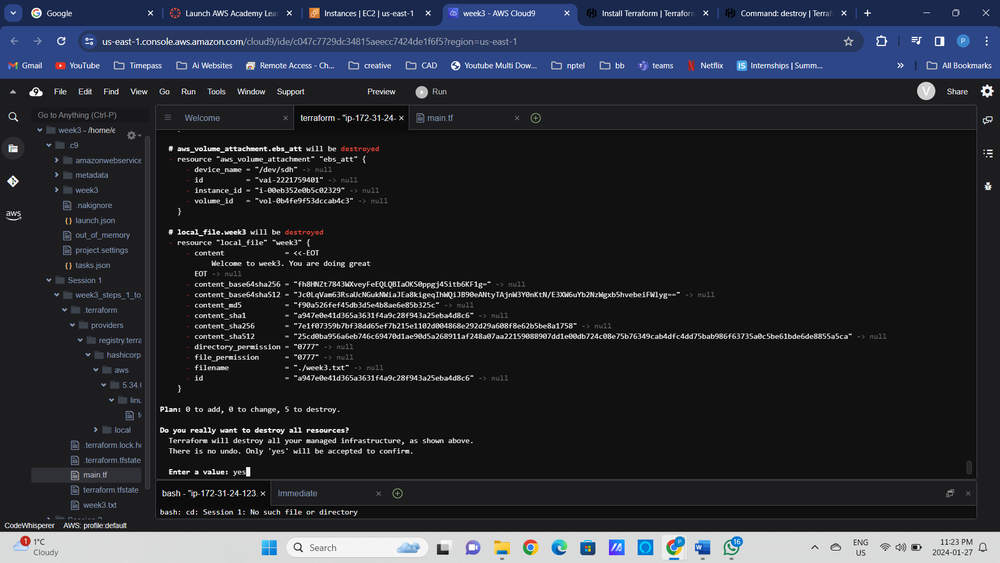 Google
Launch AWS Academy Lea
Instances | EC2 | us-east-1
week3 - AWS Cloud9
Install Terraform | Terraform
Command: destroy | Terraf
us-east-1.console.aws.amazon.com/cloud9/ide/c047c7729dc34815aeecc7424de1f6f5?region=us-east-1
P
Gmail
YouTube
Timepass
Ai Websites
Remote Access - Ch...
creative
CAD
Youtube Multi Dow...
nptel
bb
teams
Netflix
IS Internships | Summ...
All Bookmarks
9 File Edit Find View Go Run Tools Window Support Preview Run
V Share
Go to Anything (Ctrl-P)
Welcome
terraform - "ip-172-31-24-
main.tf
week3 - /home/e
.c9
amazonwebservice
metadata
week3
.nakignore
{} launch.json
out_of_memory
project.settings
{} tasks.json
Session 1
week3_steps_1_to_
.terraform
providers
registry.terra
hashicorp
aws
5.34.0
linu
te
local
.terraform.lock.hc
.terraform.tfstate
main.tf
terraform.tfstate
week3.txt
aws
# aws_volume_attachment.ebs_att will be destroyed
- resource "aws_volume_attachment" "ebs_att" {
- device_name = "/dev/sdh" -> null
- id = "vai-2221759401" -> null
- instance_id = "i-00eb352e0b5c02329" -> null
- volume_id = "vol-0b4fe9f53dccab4c3" -> null
}
# local_file.week3 will be destroyed
- resource "local_file" "week3" {
- content = <<-EOT
Welcome to week3. You are doing great
EOT -> null
- content_base64sha256 = "fh8HNZt7843WXveyFeEQLQBIaOKS0ppgj45itb6KF1g=" -> null
- content_base64sha512 = "Jc0LqVam63RsaUcNGukNWiaJEa8kigeqIhWQiJB90eANtyTAjnW3Y0nKtN/E3XW6uYb2NzWgxb5hvebeiFWlyg==" -> null
- content_md5 = "f90a526fef45db3d5e4b8ae6e85b325c" -> null
- content_sha1 = "a947e0e41d365a3631f4a9c28f943a25eba4d8c6" -> null
- content_sha256 = "7e1f07359b7bf38dd65ef7b215e1102d004868e292d29a608f8e62b5be8a1758" -> null
- content_sha512 = "25cd0ba956a6eb746c69470d1ae90d5a268911af248a07aa22159088907dd1e00db724c08e75b76349cab4dfc4dd75bab986f63735a0c5be61bde6de8855a5ca" -> null
- directory_permission = "0777" -> null
- file_permission = "0777" -> null
- filename = "./week3.txt" -> null
- id = "a947e0e41d365a3631f4a9c28f943a25eba4d8c6" -> null
}
Plan: 0 to add, 0 to change, 5 to destroy.
Do you really want to destroy all resources?
Terraform will destroy all your managed infrastructure, as shown above.
There is no undo. Only 'yes' will be accepted to confirm.
Enter a value: yes
bash - "ip-172-31-24-123.
Immediate
bash: cd: Session 1: No such file or directory
CodeWhisperer AWS: profile:default
1
1°C
Cloudy
Search
P
W
16
ENG
US
11:23 PM
2024-01-27